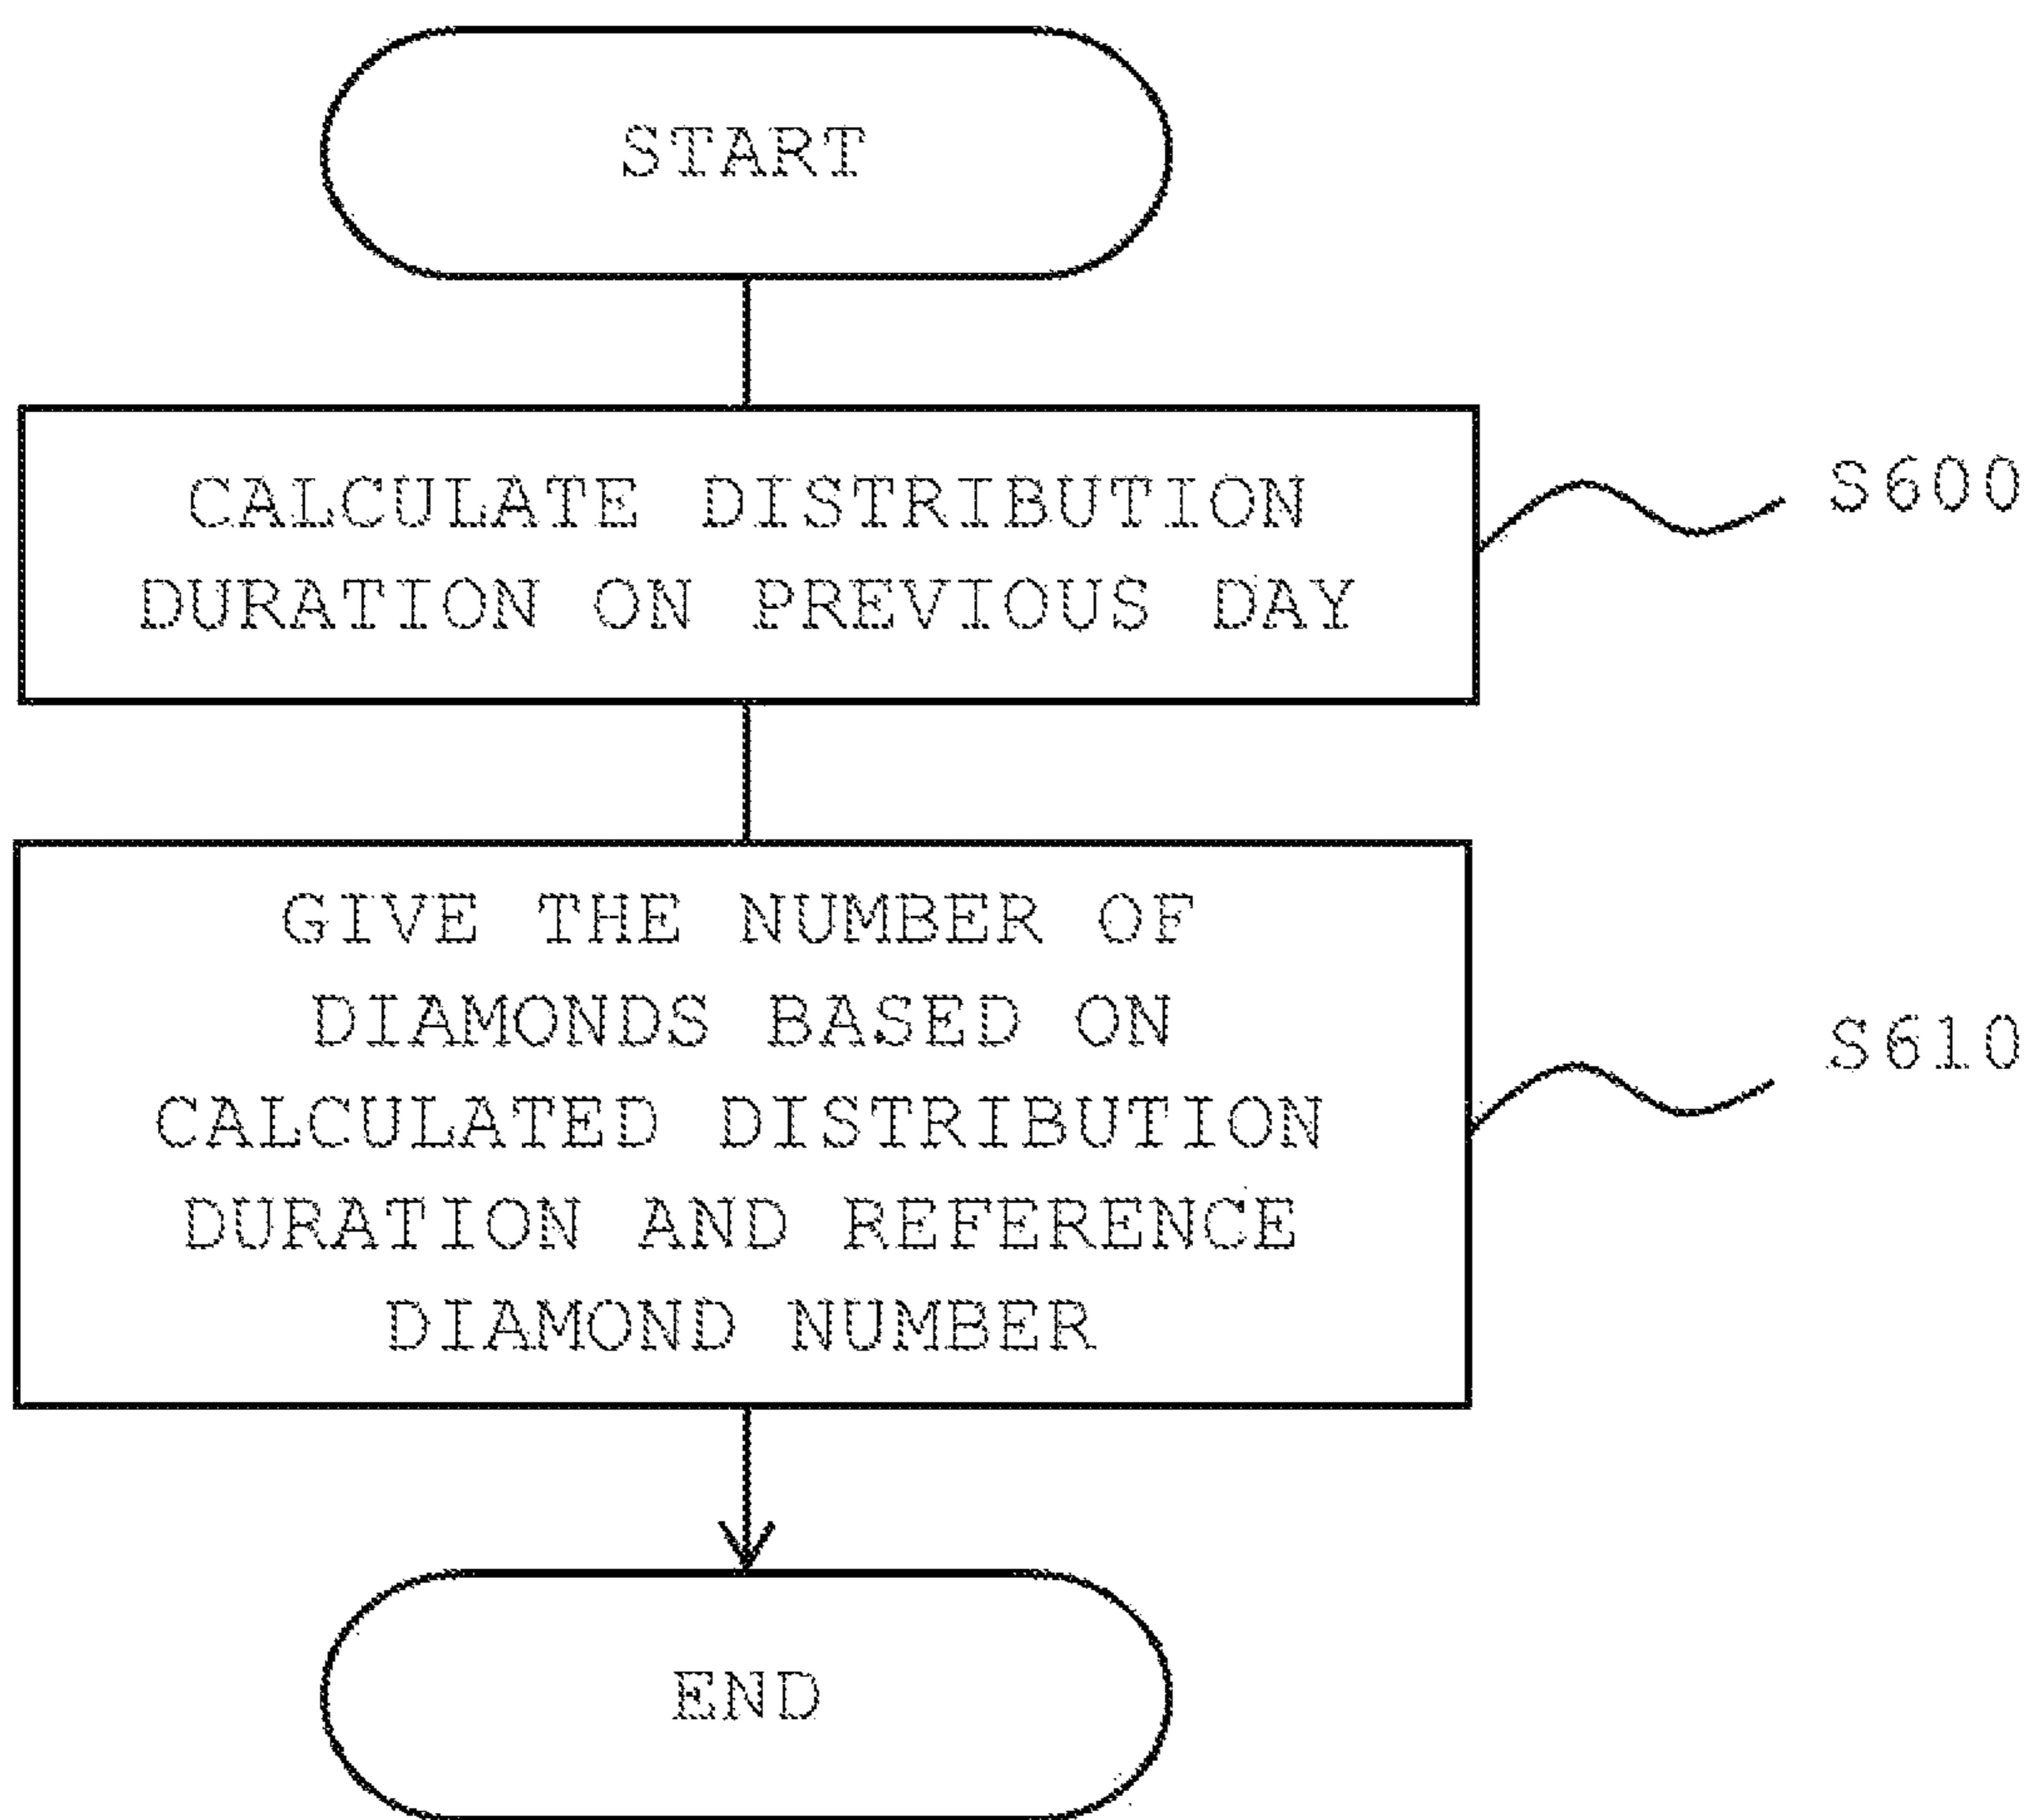 START
CALCULATE DISTRIBUTION
DURATION ON PREVIOUS DAY
S600
GIVE THE NUMBER OF
DIAMONDS BASED ON
CALCULATED DISTRIBUTION
DURATION AND REFERENCE
DIAMOND NUMBER
S610
END